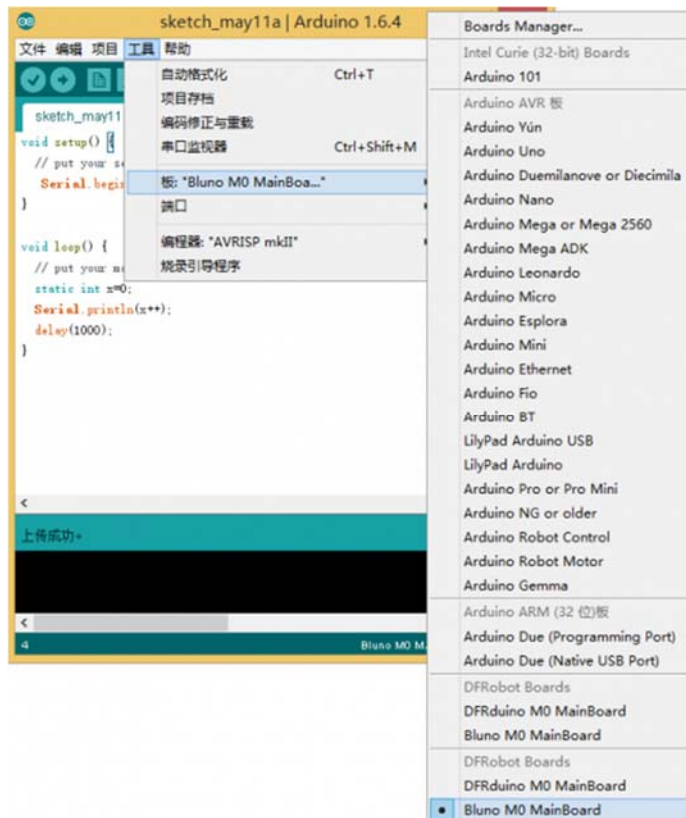 sketch_may11a | Arduino 1.6.4
文件 编辑 项目 工具 帮助
sketch_may11
void setup() {
// put your se
Serial.begin
}
void loop() {
// put your ma
static int x=0;
Serial.println(x++);
delay(1000);
}
上传成功。
4
Bluno M0 M
自动格式化 Ctrl+T
项目存档
编码修正与重载
串口监视器 Ctrl+Shift+M
板: "Bluno M0 MainBoa..."
端口
编程器: "AVRISP mkII"
烧录引导程序
Boards Manager...
Intel Curie (32-bit) Boards
Arduino 101
Arduino AVR 板
Arduino Yún
Arduino Uno
Arduino Duemilanove or Diecimila
Arduino Nano
Arduino Mega or Mega 2560
Arduino Mega ADK
Arduino Leonardo
Arduino Micro
Arduino Esplora
Arduino Mini
Arduino Ethernet
Arduino Fio
Arduino BT
LilyPad Arduino USB
LilyPad Arduino
Arduino Pro or Pro Mini
Arduino NG or older
Arduino Robot Control
Arduino Robot Motor
Arduino Gemma
Arduino ARM (32 位)板
Arduino Due (Programming Port)
Arduino Due (Native USB Port)
DFRobot Boards
DFRduino M0 MainBoard
Bluno M0 MainBoard
DFRobot Boards
DFRduino M0 MainBoard
Bluno M0 MainBoard